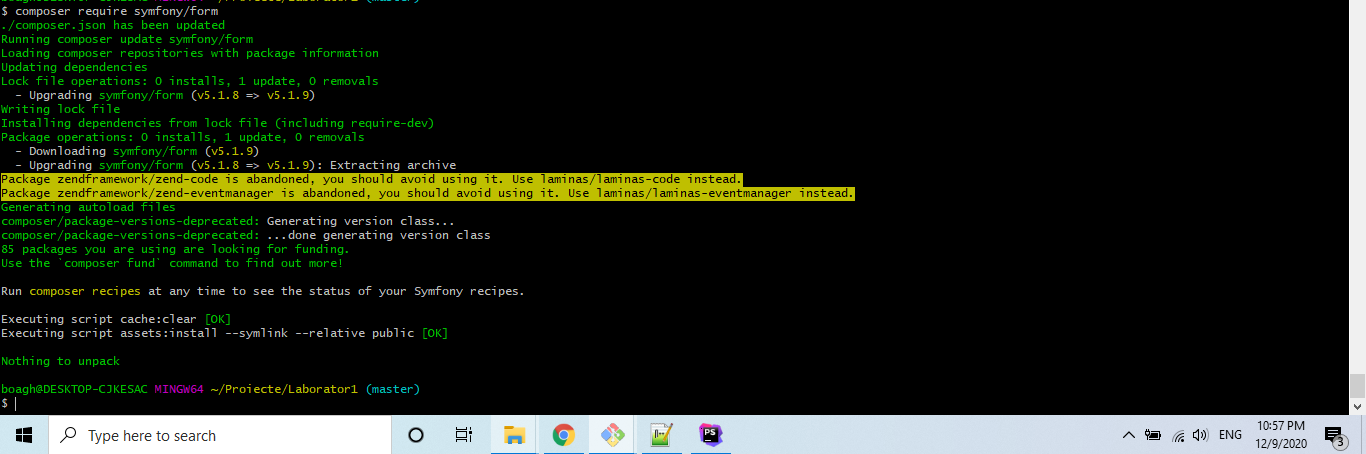 (master)
$ composer require symfony/form
./composer.json has been updated
Running composer update symfony/form
Loading composer repositories with package information
Updating dependencies
Lock file operations: 0 installs, 1 update, 0 removals
  - Upgrading symfony/form (v5.1.8 => v5.1.9)
Writing lock file
Installing dependencies from lock file (including require-dev)
Package operations: 0 installs, 1 update, 0 removals
  - Downloading symfony/form (v5.1.9)
  - Upgrading symfony/form (v5.1.8 => v5.1.9): Extracting archive
Package zendframework/zend-code is abandoned, you should avoid using it. Use laminas/laminas-code instead.
Package zendframework/zend-eventmanager is abandoned, you should avoid using it. Use laminas/laminas-eventmanager instead.
Generating autoload files
composer/package-versions-deprecated: Generating version class...
composer/package-versions-deprecated: ...done generating version class
85 packages you are using are looking for funding.
Use the `composer fund` command to find out more!
Run composer recipes at any time to see the status of your Symfony recipes.
Executing script cache:clear [OK]
Executing script assets:install --symlink --relative public [OK]
Nothing to unpack
boagh@DESKTOP-CJKESAC MINGW64 ~/Proiecte/Laborator1 (master)
$
Type here to search
PS
ENG
10:57 PM
12/9/2020
3